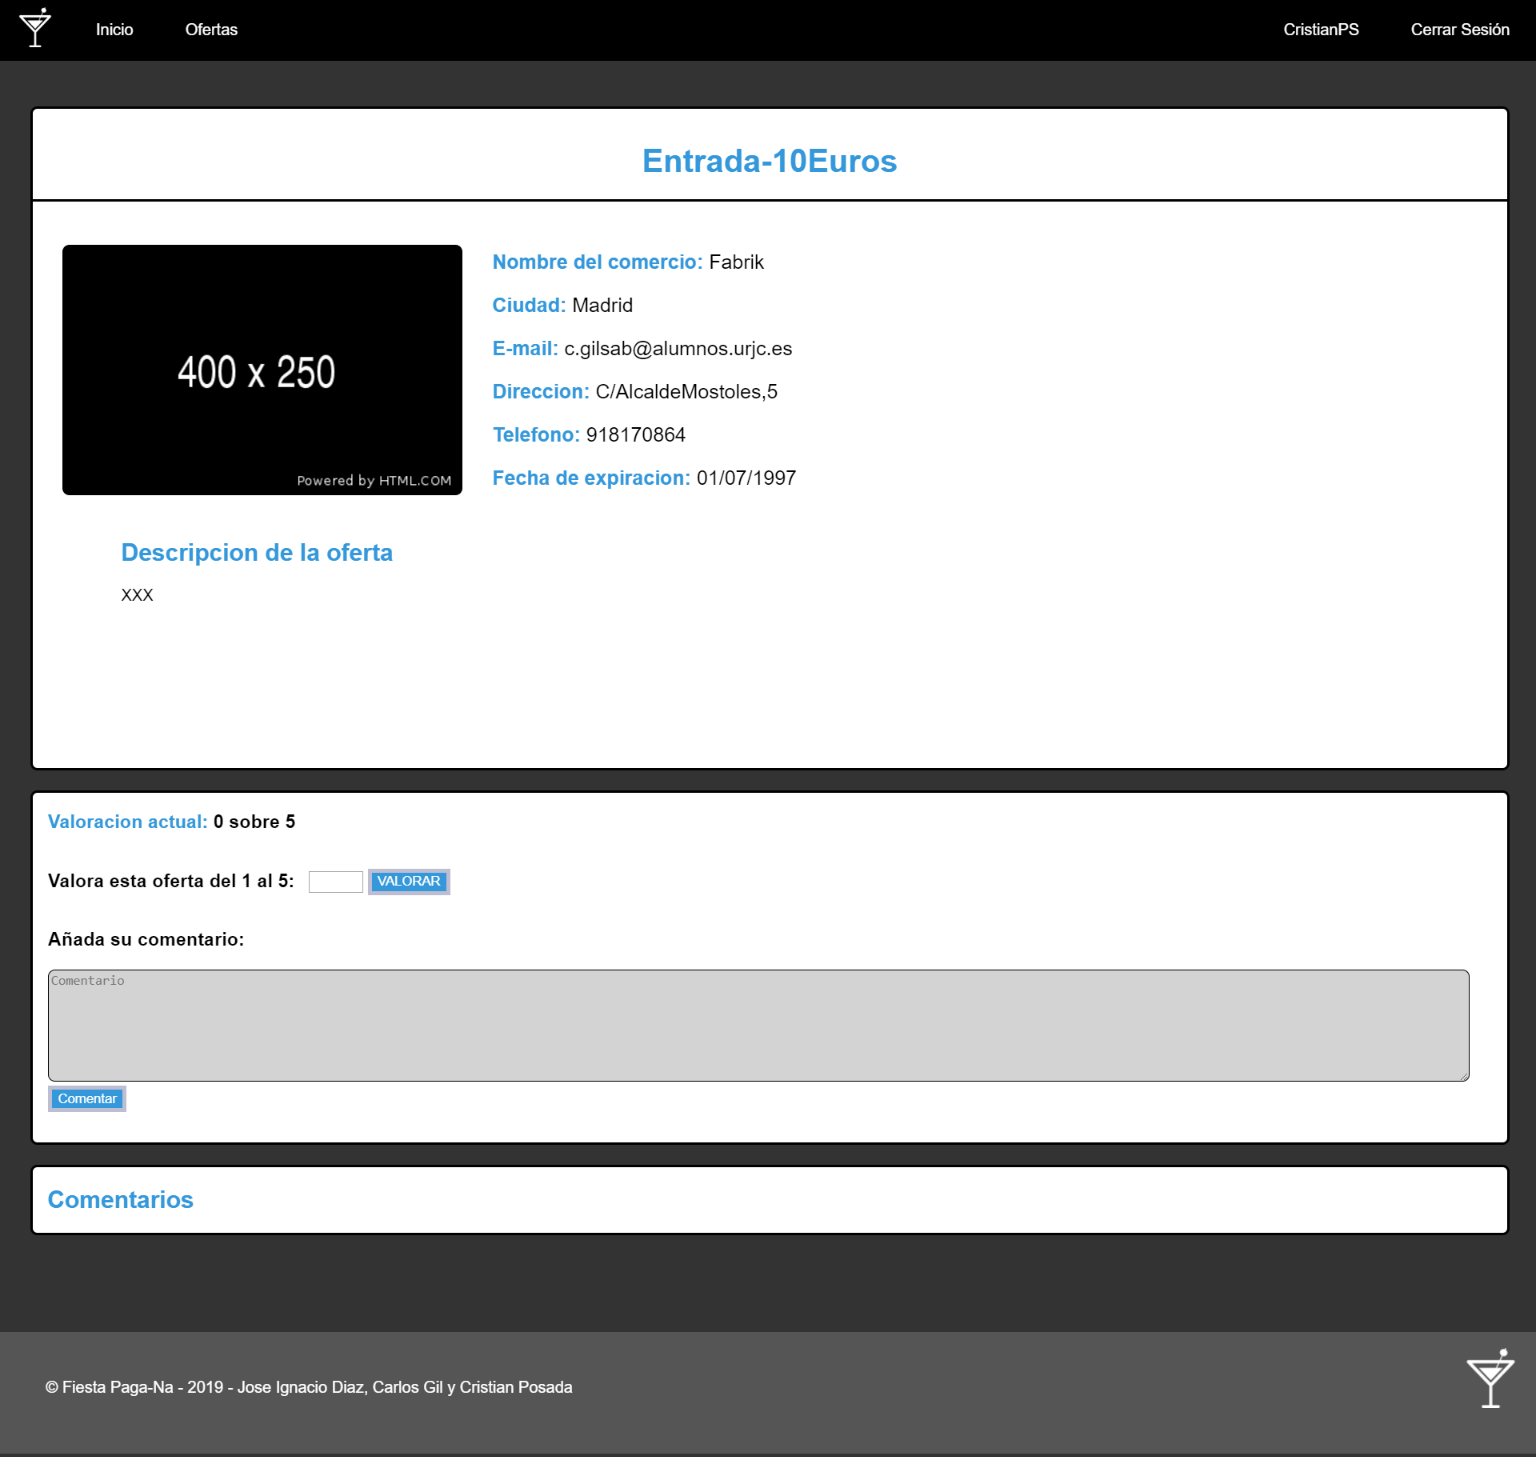 Inicio Ofertas CristianPS Cerrar Sesión
Entrada-10Euros
400 x 250
Powered by HTML.COM
Nombre del comercio: Fabrik
Ciudad: Madrid
E-mail: c.gilsab@alumnos.urjc.es
Direccion: C/AlcaldeMostoles,5
Telefono: 918170864
Fecha de expiracion: 01/07/1997
Descripcion de la oferta
XXX
Valoracion actual: 0 sobre 5
Valora esta oferta del 1 al 5: VALORAR
Añada su comentario:
Comentario
Comentar
Comentarios
© Fiesta Paga-Na - 2019 - Jose Ignacio Diaz, Carlos Gil y Cristian Posada